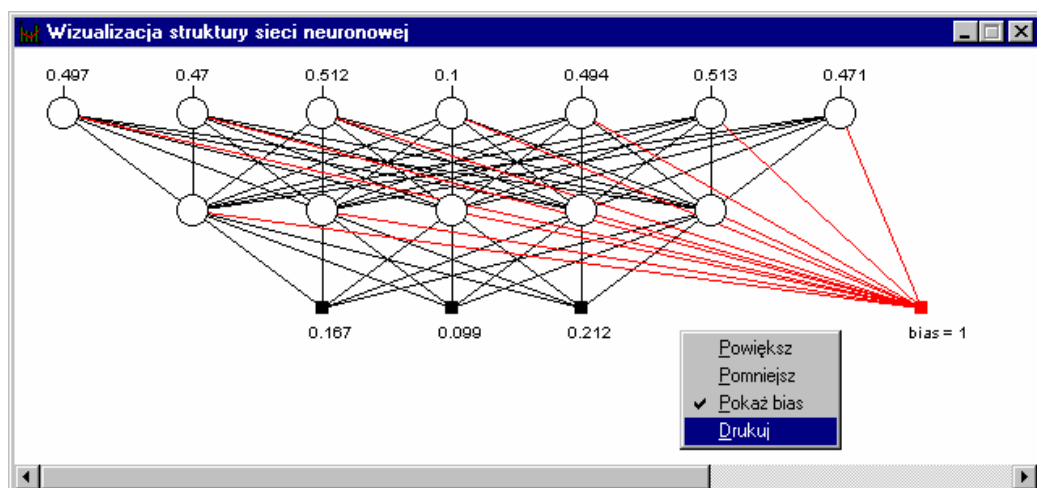 Wizualizacja struktury sieci neuronowej
0.497 0.47 0.512 0.1 0.494 0.513 0.471
0.167 0.099 0.212 bias = 1
Powiększ
Pomniejsz
✓ Pokaż bias
Drukuj